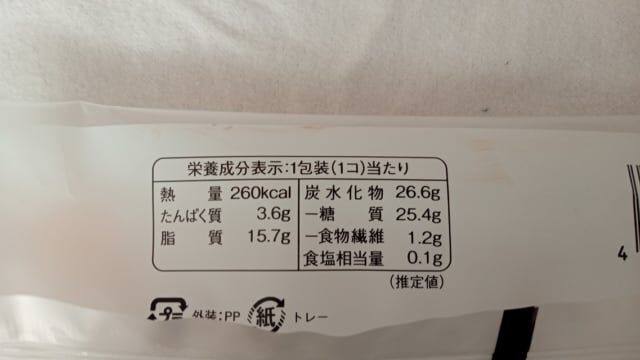 栄養成分表示:1包装(1コ)当たり
熱量 260kcal
たんぱく質 3.6g
脂質 15.7g
炭水化物 26.6g
－糖質 25.4g
－食物繊維 1.2g
食塩相当量 0.1g
(推定値)
外装:PP 紙 トレー
4